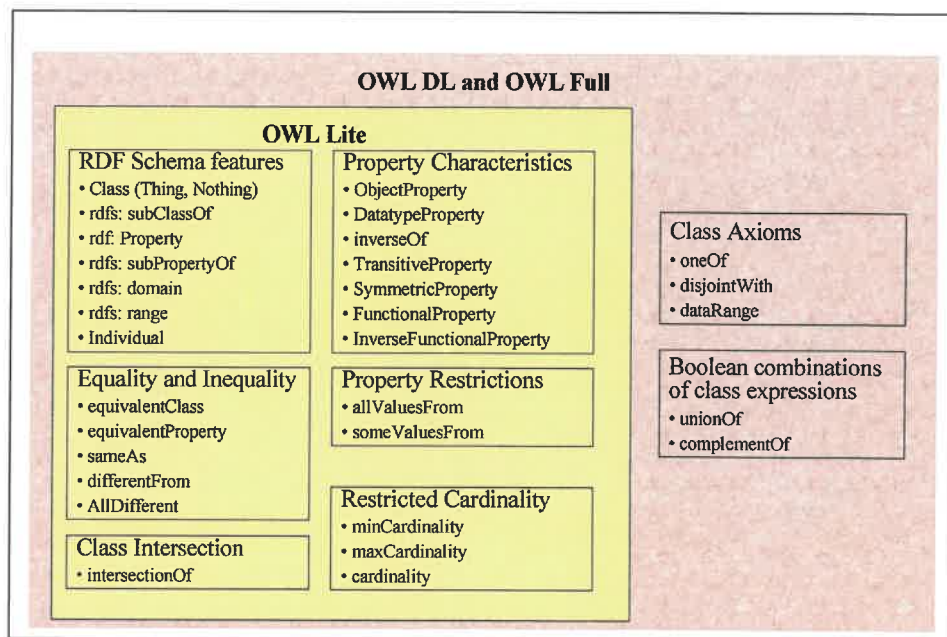 OWL DL and OWL Full
OWL Lite
RDF Schema features
• Class (Thing, Nothing)
• rdfs: subClassOf
• rdf: Property
• rdfs: subPropertyOf
• rdfs: domain
• rdfs: range
• Individual
Property Characteristics
• ObjectProperty
• DatatypeProperty
• inverseOf
• TransitiveProperty
• SymmetricProperty
• FunctionalProperty
• InverseFunctionalProperty
Equality and Inequality
• equivalentClass
• equivalentProperty
• sameAs
• differentFrom
• AllDifferent
Property Restrictions
• allValuesFrom
• someValuesFrom
Class Intersection
• intersectionOf
Restricted Cardinality
• minCardinality
• maxCardinality
• cardinality
Class Axioms
• oneOf
• disjointWith
• dataRange
Boolean combinations
of class expressions
• unionOf
• complementOf